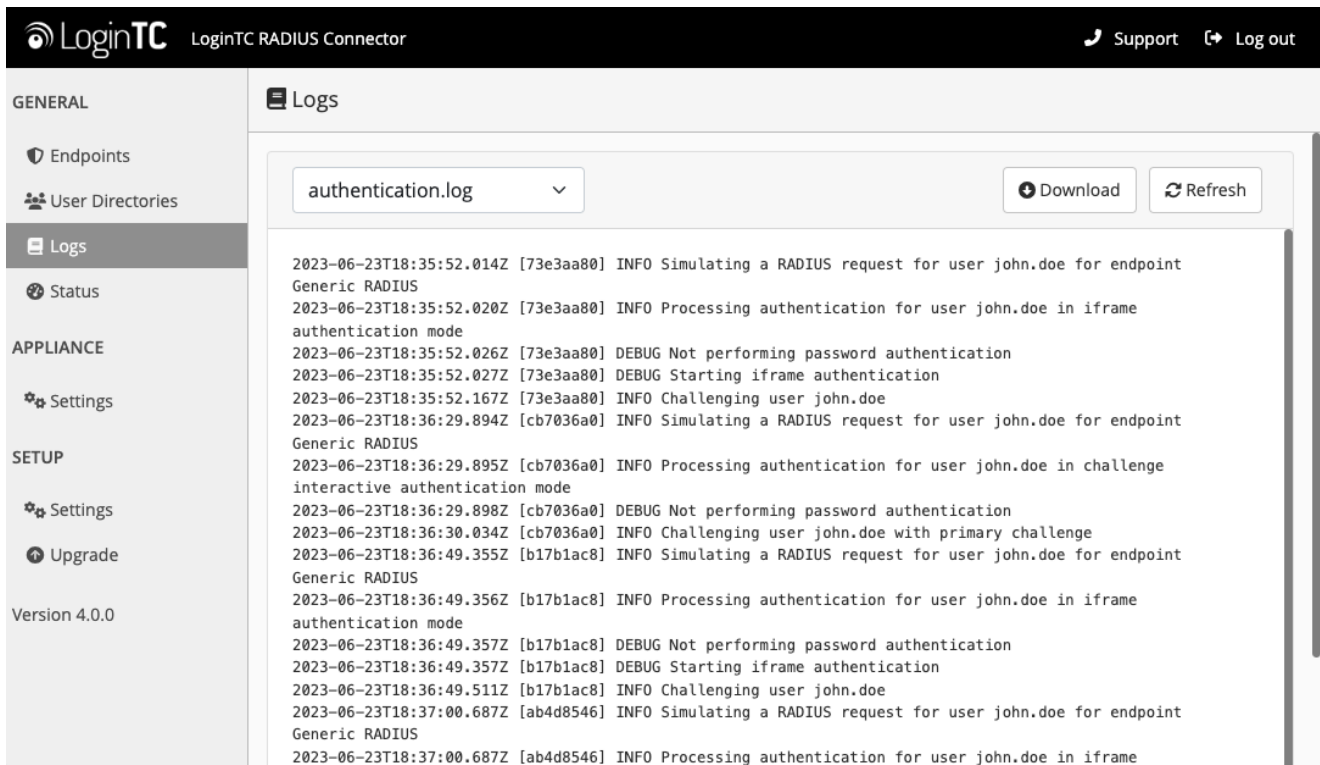 LoginTC LoginTC RADIUS Connector Support Log out
GENERAL
Endpoints
User Directories
Logs
Status
APPLIANCE
Settings
SETUP
Settings
Upgrade
Version 4.0.0
Logs
authentication.log Download Refresh
2023-06-23T18:35:52.014Z [73e3aa80] INFO Simulating a RADIUS request for user john.doe for endpoint
Generic RADIUS
2023-06-23T18:35:52.020Z [73e3aa80] INFO Processing authentication for user john.doe in iframe
authentication mode
2023-06-23T18:35:52.026Z [73e3aa80] DEBUG Not performing password authentication
2023-06-23T18:35:52.027Z [73e3aa80] DEBUG Starting iframe authentication
2023-06-23T18:35:52.167Z [73e3aa80] INFO Challenging user john.doe
2023-06-23T18:36:29.894Z [cb7036a0] INFO Simulating a RADIUS request for user john.doe for endpoint
Generic RADIUS
2023-06-23T18:36:29.895Z [cb7036a0] INFO Processing authentication for user john.doe in challenge
interactive authentication mode
2023-06-23T18:36:29.898Z [cb7036a0] DEBUG Not performing password authentication
2023-06-23T18:36:30.034Z [cb7036a0] INFO Challenging user john.doe with primary challenge
2023-06-23T18:36:49.355Z [b17b1ac8] INFO Simulating a RADIUS request for user john.doe for endpoint
Generic RADIUS
2023-06-23T18:36:49.356Z [b17b1ac8] INFO Processing authentication for user john.doe in iframe
authentication mode
2023-06-23T18:36:49.357Z [b17b1ac8] DEBUG Not performing password authentication
2023-06-23T18:36:49.357Z [b17b1ac8] DEBUG Starting iframe authentication
2023-06-23T18:36:49.511Z [b17b1ac8] INFO Challenging user john.doe
2023-06-23T18:37:00.687Z [ab4d8546] INFO Simulating a RADIUS request for user john.doe for endpoint
Generic RADIUS
2023-06-23T18:37:00.687Z [ab4d8546] INFO Processing authentication for user john.doe in iframe